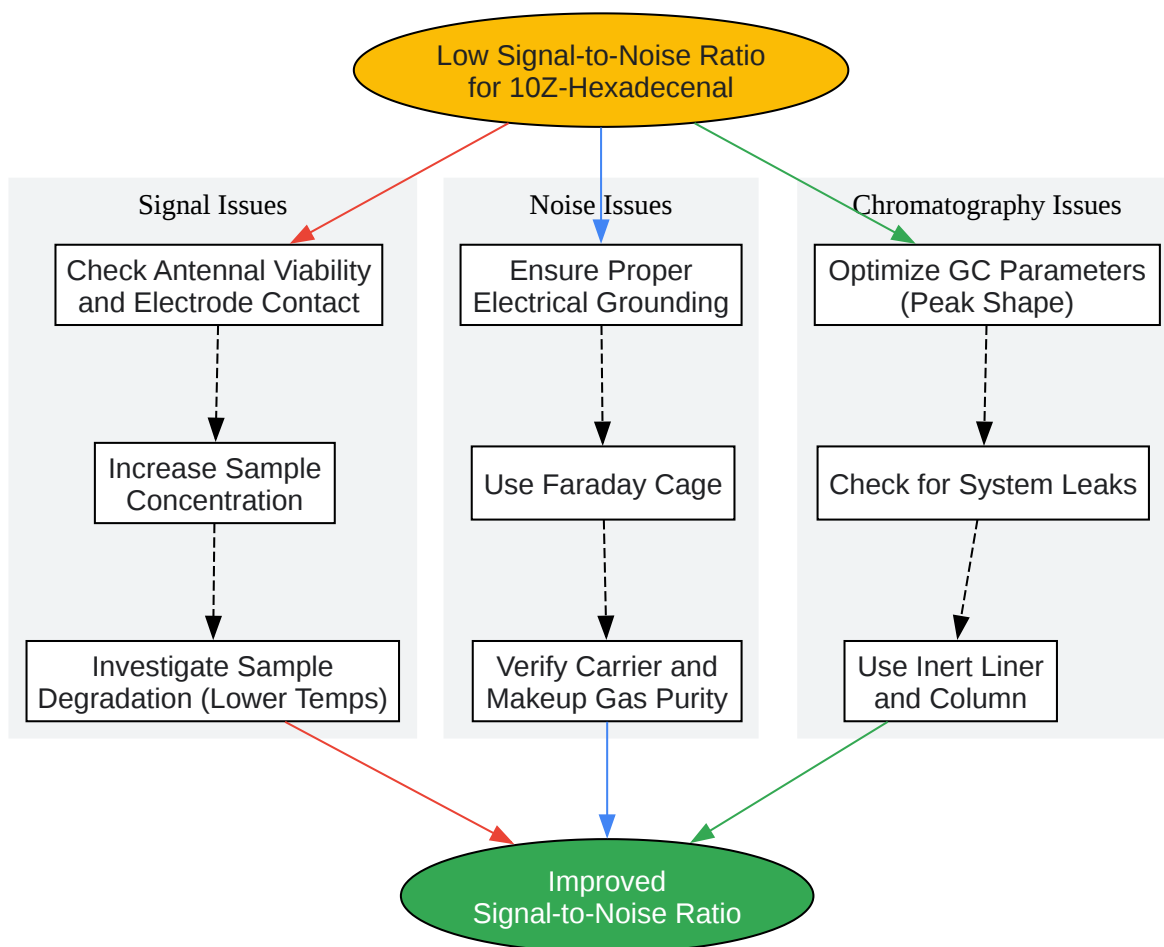 Low Signal-to-Noise Ratio
for 10Z-Hexadecenal
Signal Issues
Check Antennal Viability
and Electrode Contact
Increase Sample
Concentration
Investigate Sample
Degradation (Lower Temps)
Noise Issues
Ensure Proper
Electrical Grounding
Use Faraday Cage
Verify Carrier and
Makeup Gas Purity
Chromatography Issues
Optimize GC Parameters
(Peak Shape)
Check for System Leaks
Use Inert Liner
and Column
Improved
Signal-to-Noise Ratio